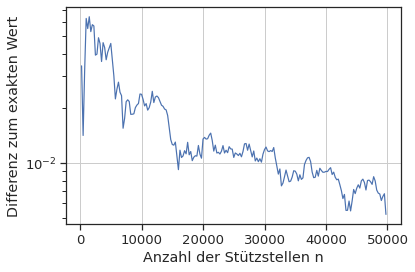 Differenz zum exakten Wert
10⁻²
0 10000 20000 30000 40000 50000
Anzahl der Stützstellen n